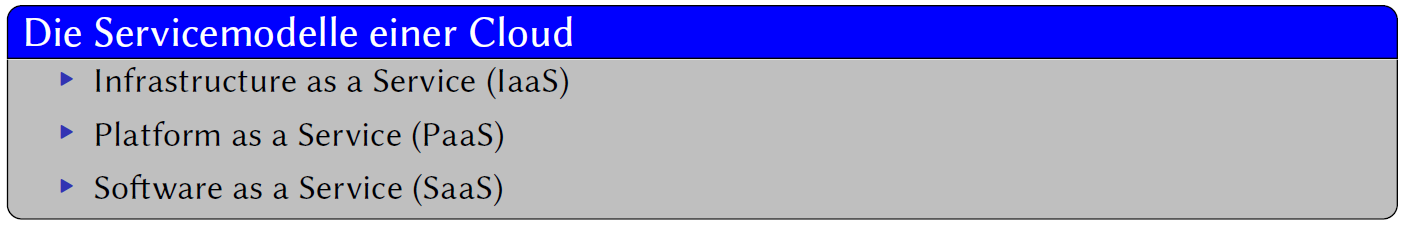 Die Servicemodelle einer Cloud
Infrastructure as a Service (IaaS)
Platform as a Service (PaaS)
Software as a Service (SaaS)